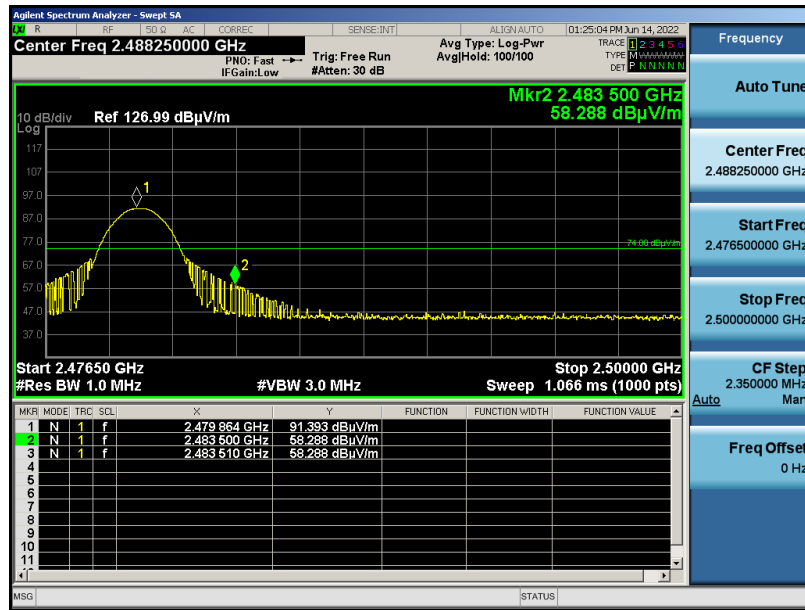 Agilent Spectrum Analyzer - Swept SA
LXI R RF 50 Ω AC CORREC SENSE:INT ALIGN AUTO 01:25:04 PM Jun 14, 2022
Center Freq 2.488250000 GHz
PNO: Fast
IFGain:Low
Trig: Free Run
#Atten: 30 dB
Avg Type: Log-Pwr
Avg|Hold: 100/100
TRACE 1 2 3 4 5 6
TYPE M
DET P N N N N N
Mkr2 2.483 500 GHz
58.288 dBµV/m
10 dB/div Ref 126.99 dBµV/m
Log
117
107
97.0
87.0
77.0
67.0
57.0
47.0
37.0
1
2
74.00 dBµV/m
Start 2.47650 GHz Stop 2.50000 GHz
#Res BW 1.0 MHz #VBW 3.0 MHz Sweep 1.066 ms (1000 pts)
MKR MODE TRC SCL X Y FUNCTION FUNCTION WIDTH FUNCTION VALUE
1 N 1 f 2.479 864 GHz 91.393 dBµV/m
2 N 1 f 2.483 500 GHz 58.288 dBµV/m
3 N 1 f 2.483 510 GHz 58.288 dBµV/m
4
5
6
7
8
9
10
11
MSG STATUS
Frequency
Auto Tune
Center Freq
2.488250000 GHz
Start Freq
2.476500000 GHz
Stop Freq
2.500000000 GHz
CF Step
2.350000 MHz
Auto Man
Freq Offset
0 Hz